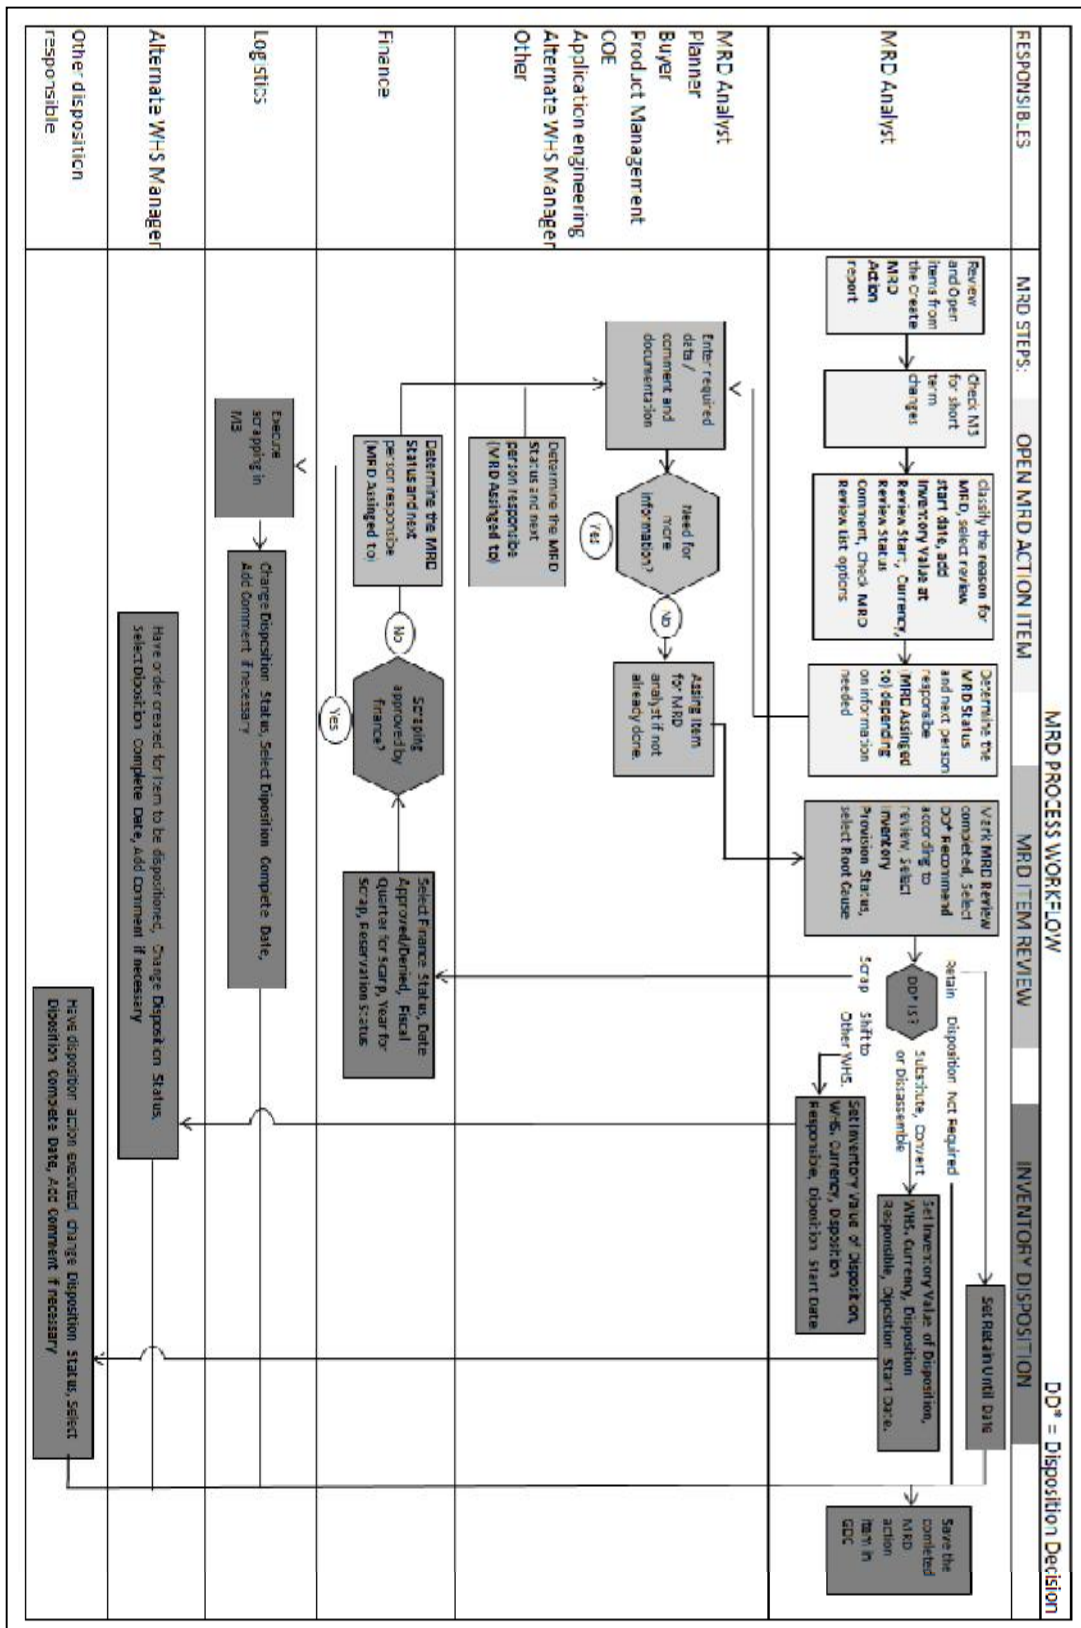 MRD PROCESS WORKFLOW
DD* = Disposition Decision
RESPONSIBLES
MRD STEPS:
OPEN MRD ACTION ITEM
MRD ITEM REVIEW
INVENTORY DISPOSITION
MRD Analyst
Review
and Open
items from
the Create
MRD
Action
report
Check M3
for short
term
changes
Classify the reason for
MRD, select review
start date, add
Inventory Value at
Review Start, Currency,
Review Status
Comment, Check MRD
Review List options
Determine the
MRD Status
and next person
responsible
(MRD Assinged
to) depending
on information
needed
Mark MRD Review
completed, Select
DD* Recommend
according to
review, Select
Inventory
Provision Status,
select Root Cause
DD* IS?
Retain
Disposition Not Required
Substitute, Convert
or Dissassemble
Scrap
Shift to
Other WHS.
Set Retain Until Date
Set Inventory Value of Disposition,
WHS, Currency, Disposition
Responsible, Diposition Start Date.
Set Inventory Value of Disposition,
WHS, Currency, Disposition
Responsible, Diposition Start Date
Save the
comleted
MRD
action
item in
GDC
MRD Analyst
Planner
Buyer
Product Management
COE
Application engineering
Alternate WHS Manager
Other
Enter required
data /
comment and
documentation
Need for
more
information?
Yes
No
Assing item
for MRD
analyst if not
already done.
Determine the MRD
Status and next
person responsible
(MRD Assinged to)
Finance
Determine the MRD
Status and next
person responsibe
(MRD Assinged to)
No
Scraping
approved by
finance?
Yes
Select Finance Status, Date
Approved/Denied, Fiscal
Quarter for Scarp, Year for
Scrap, Reservation Status
Logistics
Execute
scrapping in
M3
Change Disposition Status, Select Diposition Complete Date,
Add Comment if necessary
Alternate WHS Manager
Have order created for item to be dispositioned, Change Disposition Status,
Select Diposition Complete Date, Add Comment if necessary
Other disposition
responsible
Have disposition action executed, change Disposition Status, Select
Diposition Complete Date, Add Comment if necessary